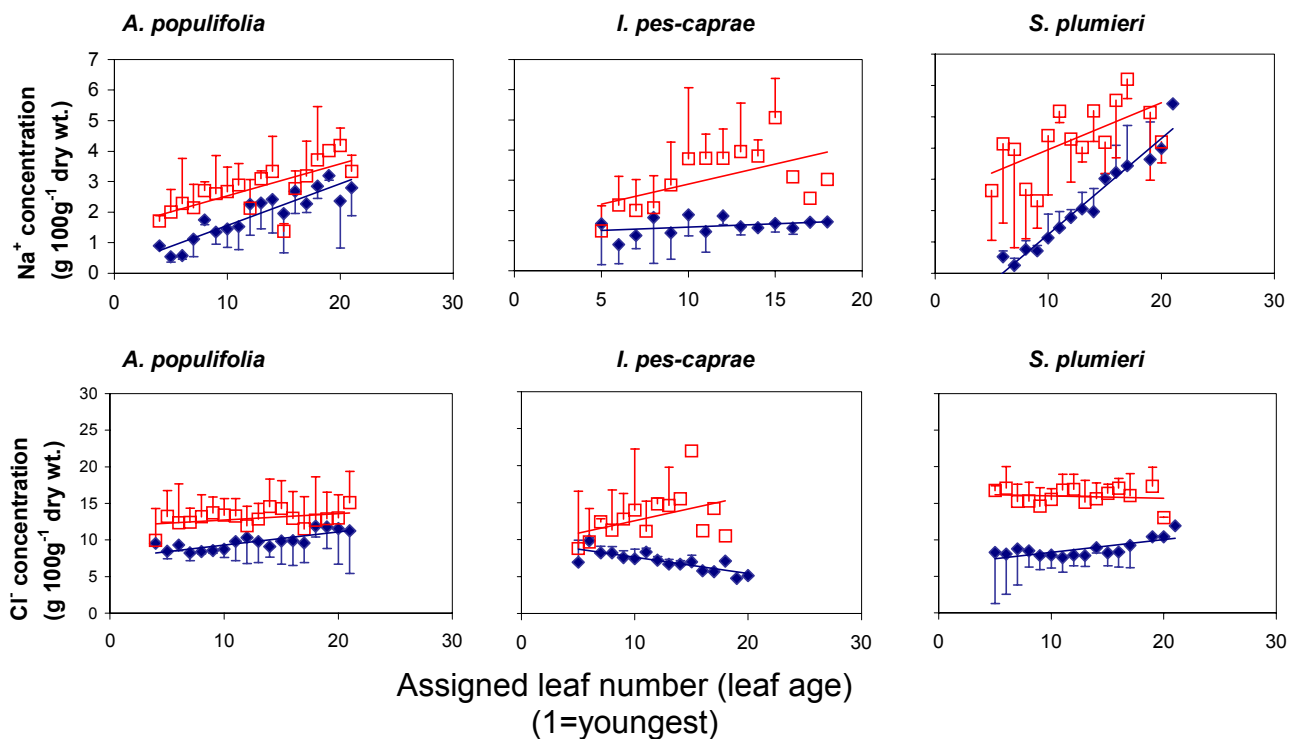 A. populifolia I. pes-caprae S. plumieri
Na⁺ concentration
(g 100g⁻¹ dry wt.)
7
6
5
4
3
2
1
0
0 10 20 30
0 5 10 15 20
0 10 20 30
A. populifolia I. pes-caprae S. plumieri
Cl⁻ concentration
(g 100g⁻¹ dry wt.)
30
25
20
15
10
5
0
0 10 20 30
0 10 20 30
0 10 20 30
Assigned leaf number (leaf age)
(1=youngest)